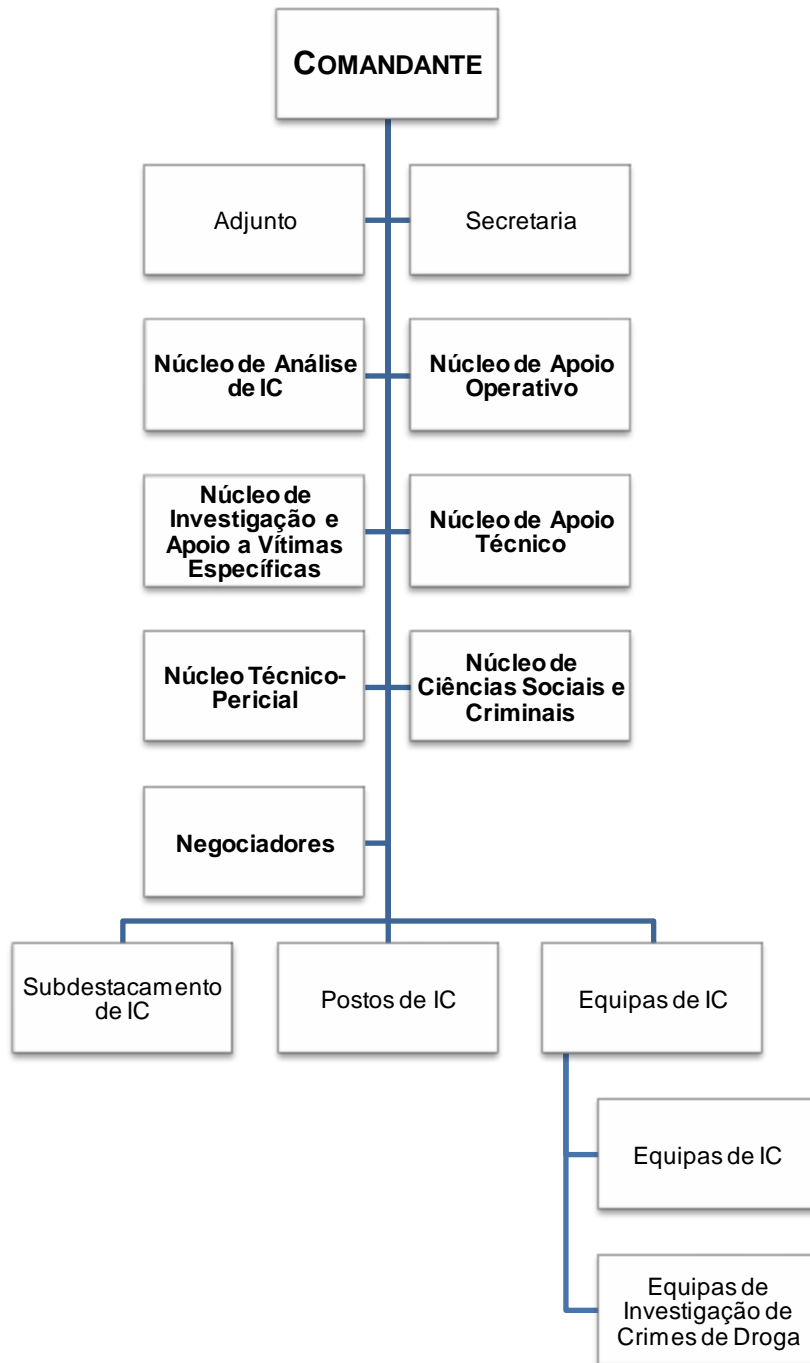 COMANDANTE
Adjunto
Secretaria
Núcleo de Análise
de IC
Núcleo de Apoio
Operativo
Núcleo de
Investigação e
Apoio a Vítimas
Específicas
Núcleo de Apoio
Técnico
Núcleo Técnico-
Pericial
Núcleo de
Ciências Sociais e
Criminais
Negociadores
Subdestacamento
de IC
Postos de IC
Equipas de IC
Equipas de IC
Equipas de
Investigação de
Crimes de Droga